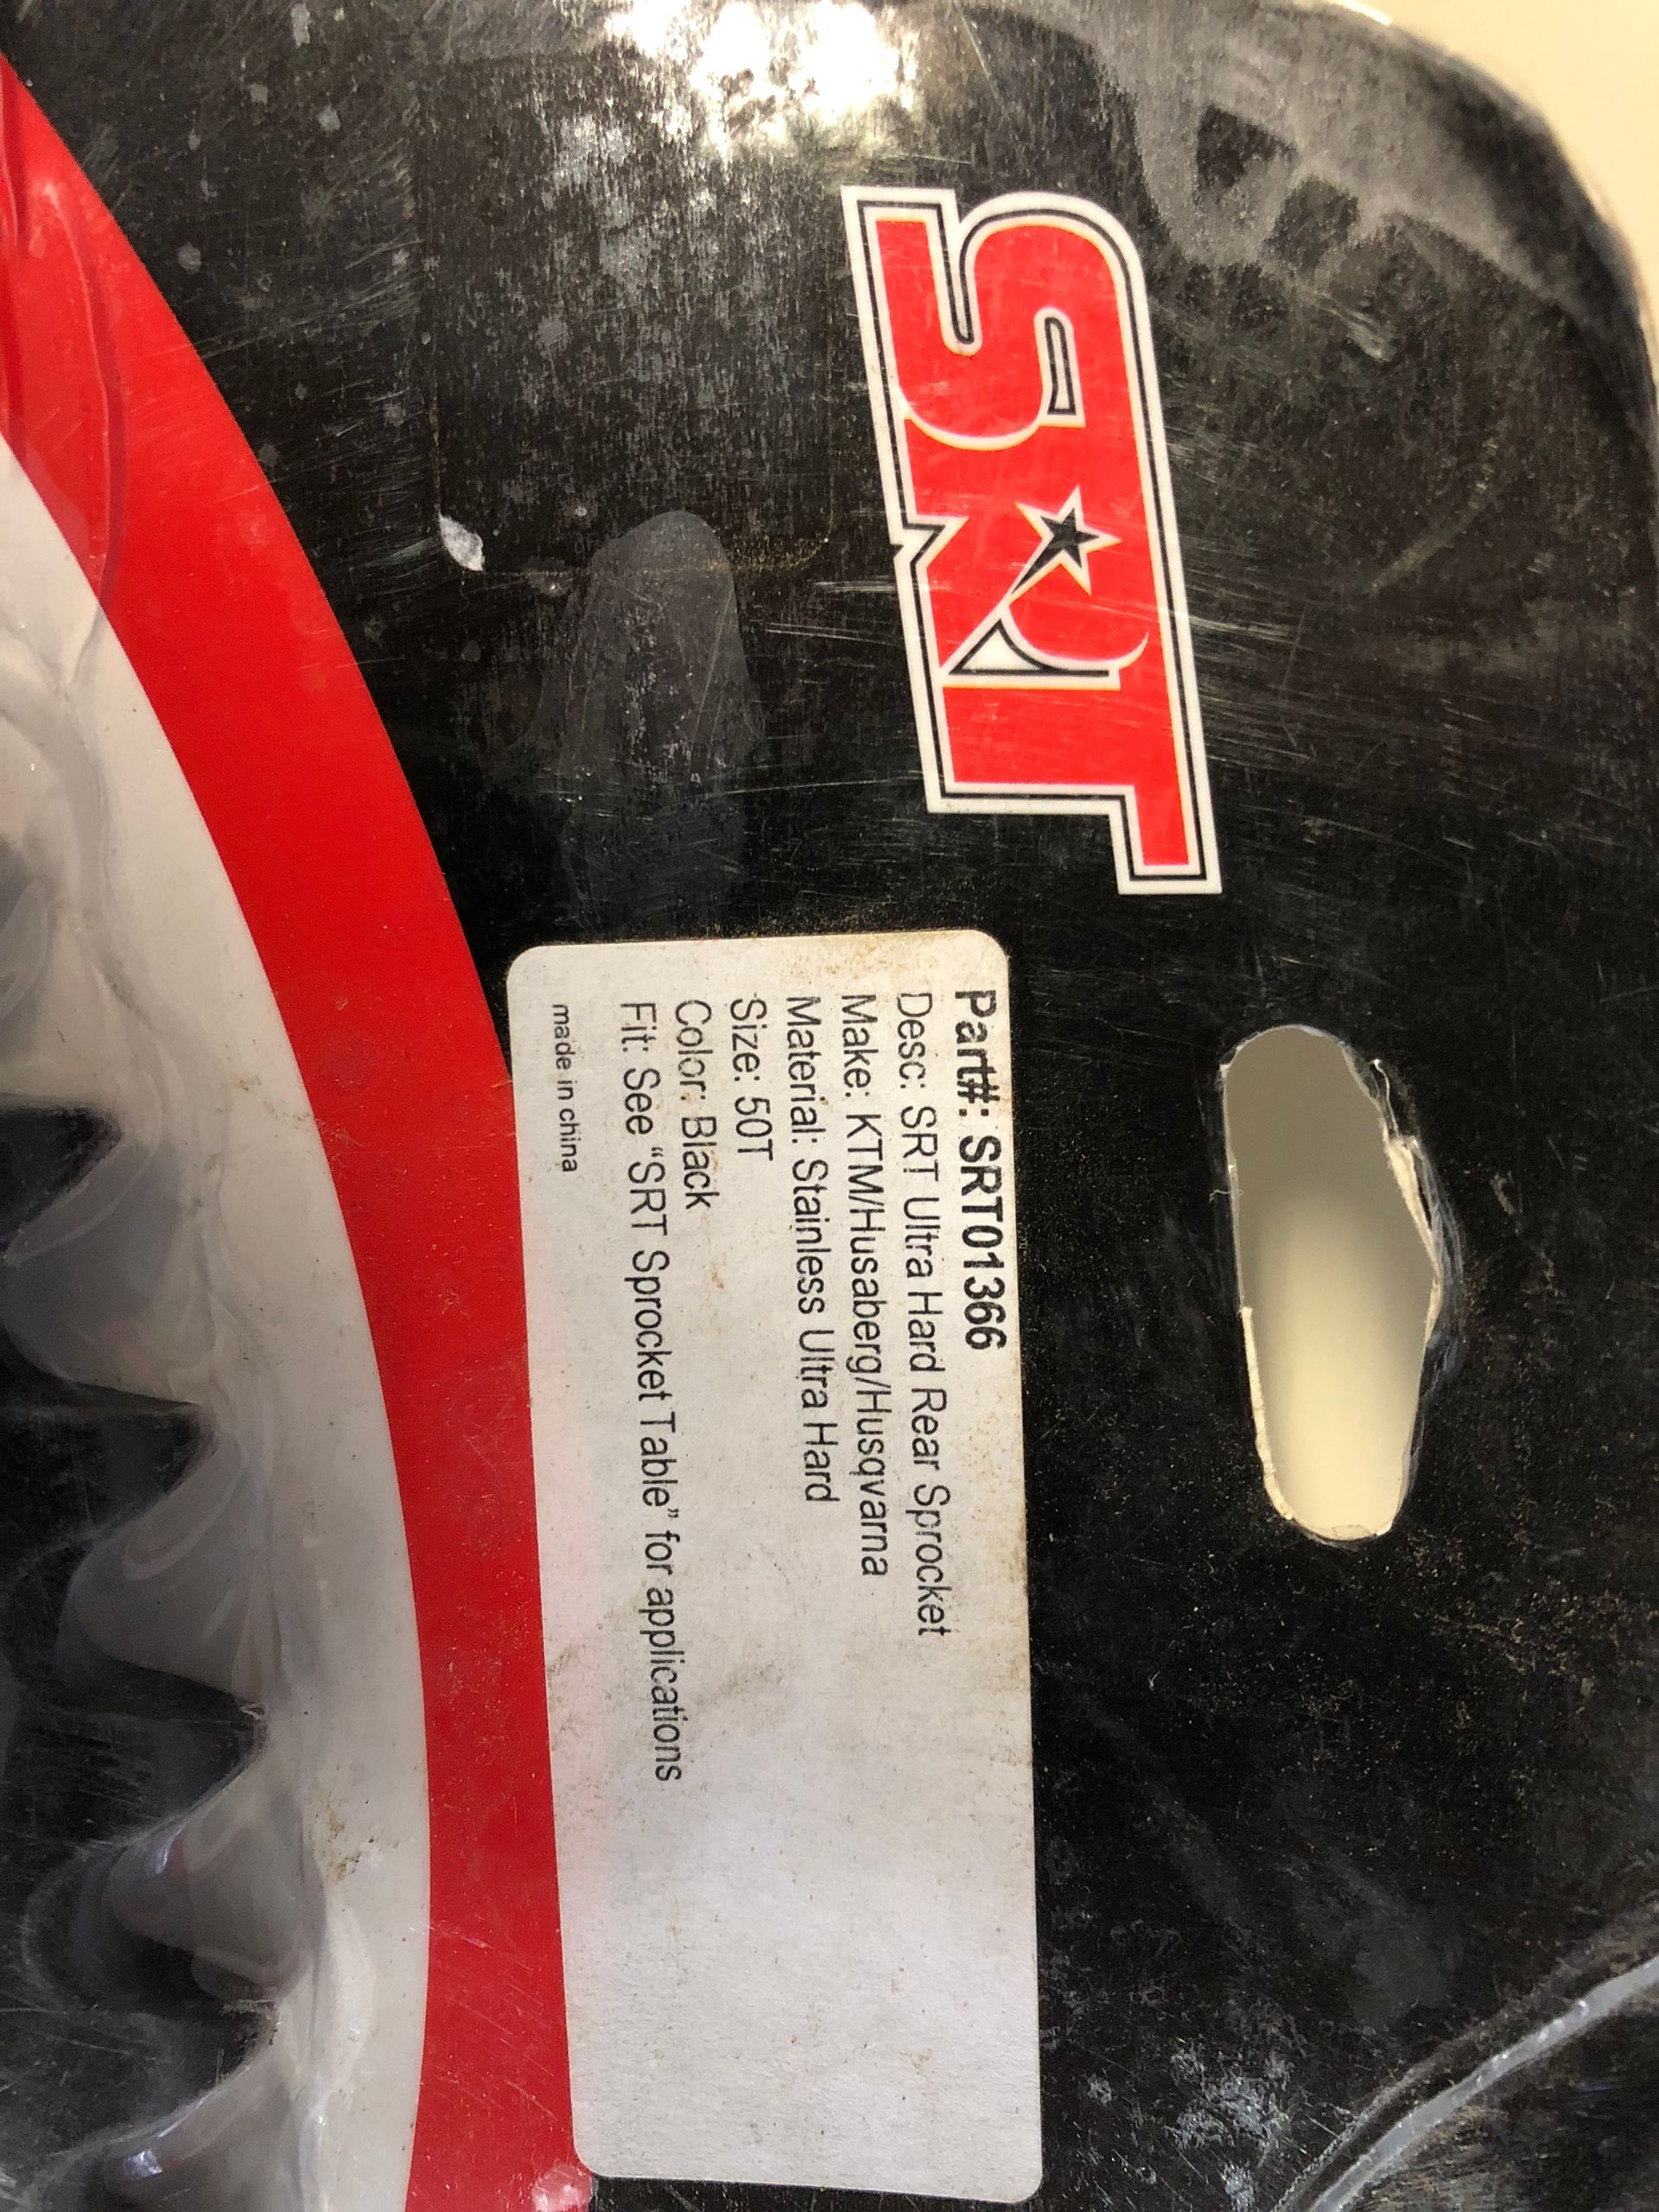 SRT
Part#: SRT01366
Desc: SRT Ultra Hard Rear Sprocket
Make: KTM/Husaberg/Husqvarna
Material: Stainless Ultra Hard
Size: 50T
Color: Black
Fit: See “SRT Sprocket Table” for applications
made in china